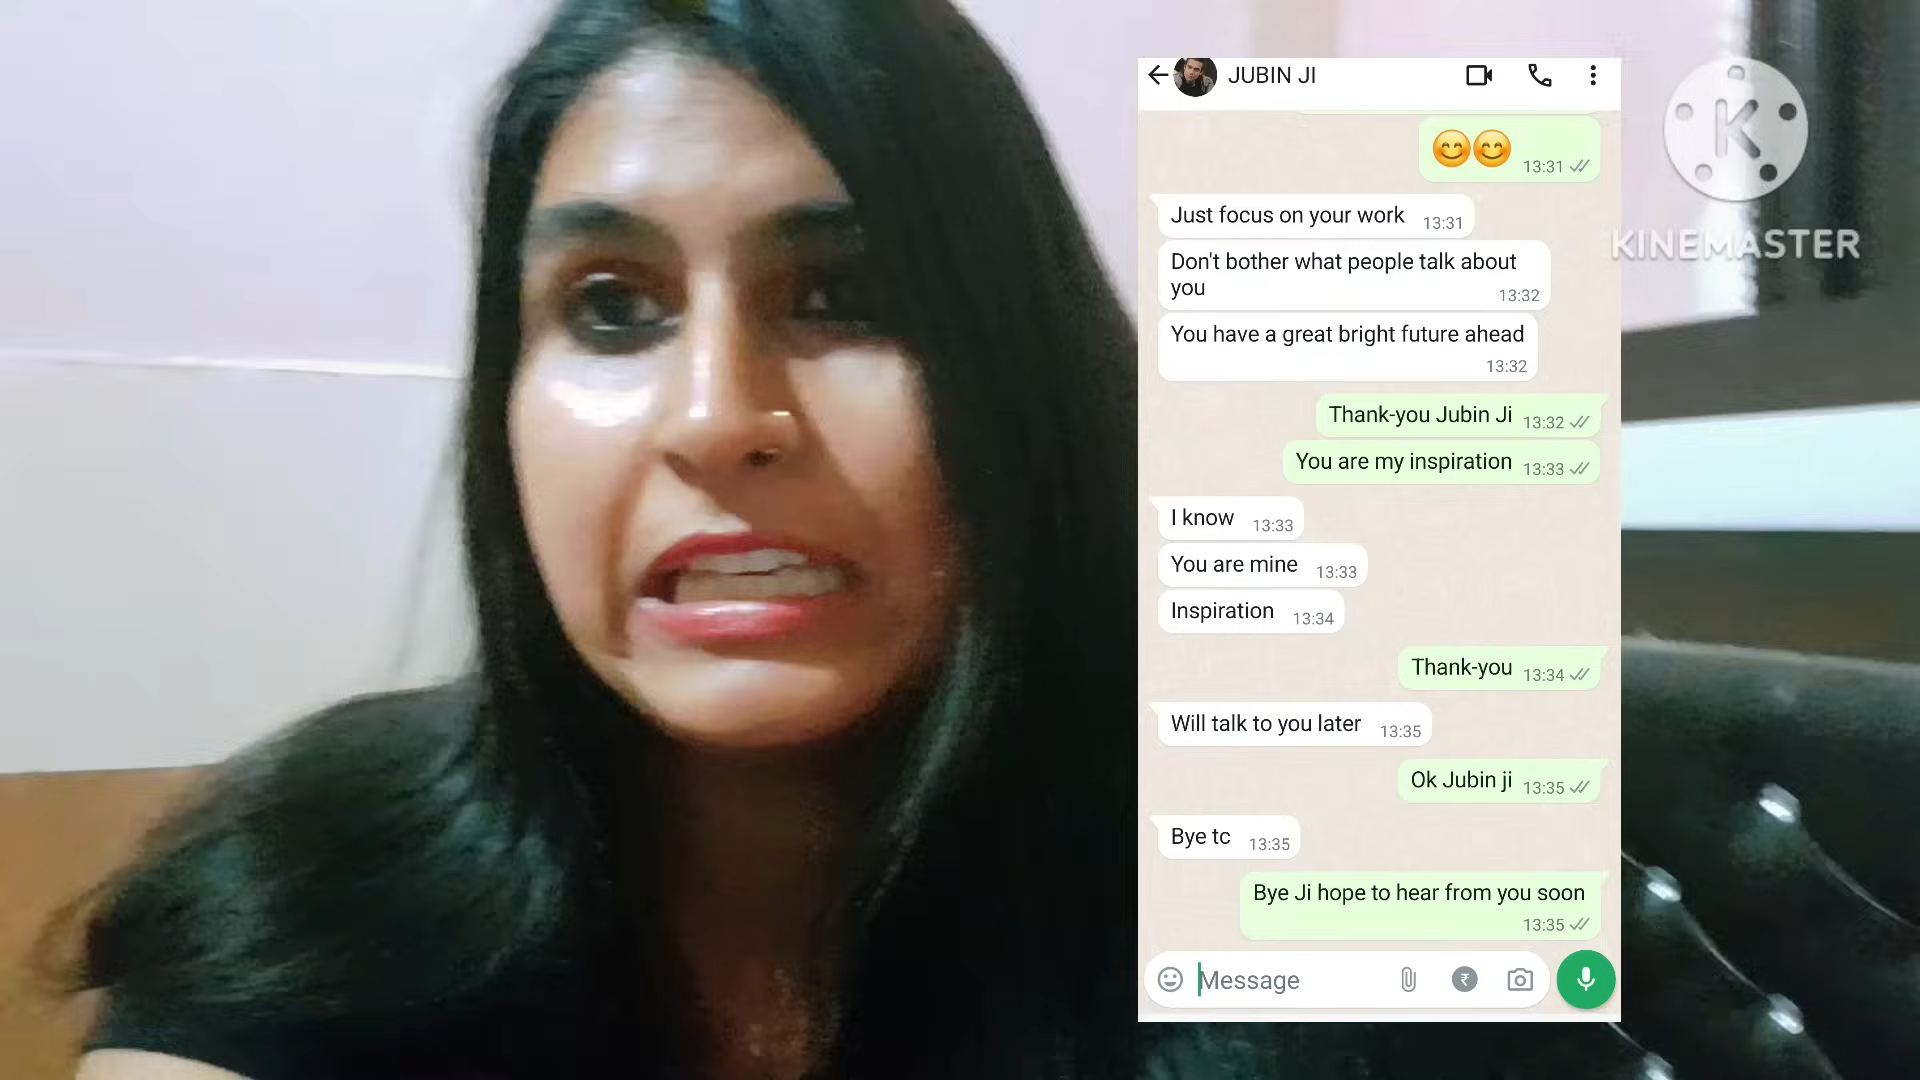 JUBIN JI
😊😊 13:31
Just focus on your work 13:31
Don't bother what people talk about
you 13:32
You have a great bright future ahead
13:32
Thank-you Jubin Ji 13:32
You are my inspiration 13:33
I know 13:33
You are mine 13:33
Inspiration 13:34
Thank-you 13:34
Will talk to you later 13:35
Ok Jubin ji 13:35
Bye tc 13:35
Bye Ji hope to hear from you soon
13:35
Message
₹
K
KINEMASTER